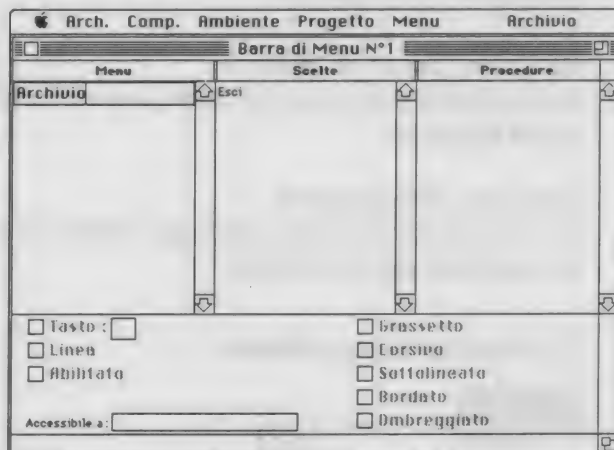 Arch. Comp. Ambiente Progetto Menu Archivio
Barra di Menu N°1
Menu Scelte Procedure
Archivio Esci
Tasto : Grassetto
Linea Corsivo
Abilitata Sottolineato
Bordato
Accessibile a: Ombreggiato